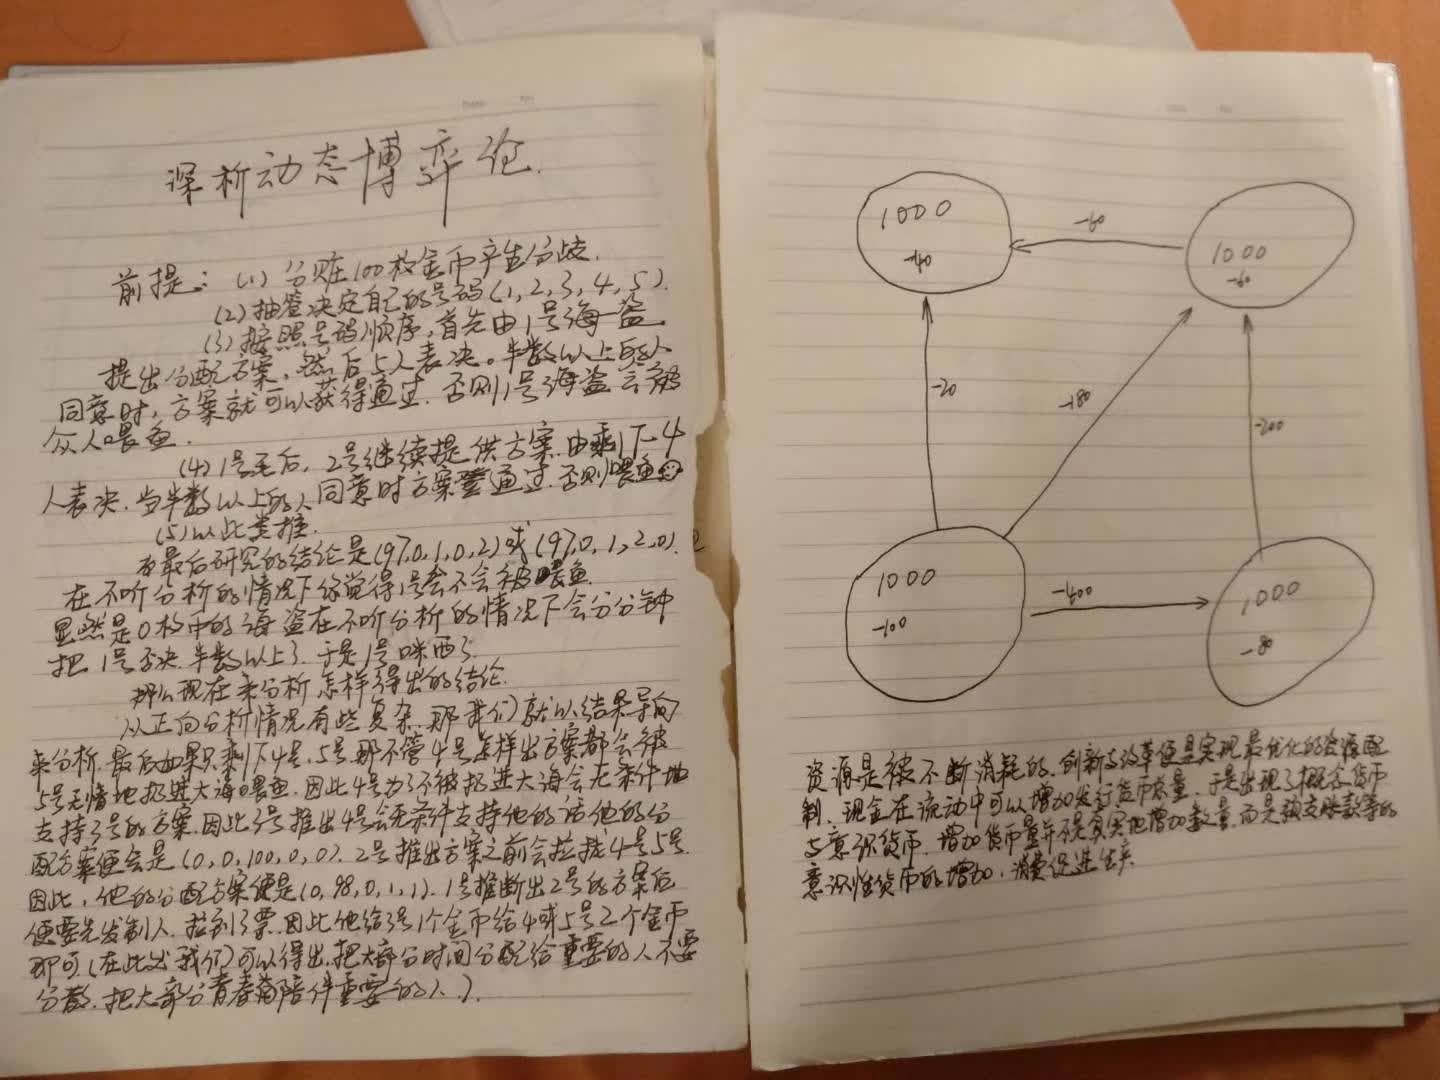 深析动态博弈论.
前提: (1) 分赃100枚金币产生分歧.
(2) 抽签决定自己的号码(1,2,3,4,5).
(3) 按照号码顺序,首先由1号海盗
提出分配方案,然后5人表决。半数以上的人
同意时,方案就可以获得通过.否则1号海盗会被
众人喂鱼.
(4) 1号死后,2号继续提供方案.由剩下4
人表决.当半数以上的人同意时方案通过.否则喂鱼
(5) 以此类推.
最后研究的结论是(97,0,1,0,2)或(97,0,1,2,0).
在不听分析的情况下你觉得1号会不会被喂鱼.
显然是0枚中的海盗在不听分析的情况下会分分钟
把1号否决.半数以上了.于是1号咪西了.
那么现在来分析怎样得出的结论.
从正向分析情况有些复杂.那我们就以结果导向
来分析.最后如果只剩下4号,5号那不管4号怎样出方案都会被
5号无情地扔进大海喂鱼.因此4号为了不被扔进大海会无条件地
支持3号的方案.因此3号推出4号会无条件支持他的话他的分
配方案便会是(0,0,100,0,0).2号推出方案之前会拉拢4号5号.
因此,他的分配方案便是(0,98,0,1,1).1号推断出2号的方案后
便要先发制人.拉到3票.因此他给3号1个金币给4或5号2个金币
即可(在此处我们可以得出.把大部分时间分配给重要的人不要
分散.把大部分青春陪伴重要的人.).
1000
-40
-60
1000
-60
-20
-180
-200
1000
-100
-400
1000
-80
资源是被不断消耗的.创新与改革便是实现最优化的资源配
制.现金在流动中可以增加发行货币总量.于是出现了概念货币
与意识货币.增加货币量并不是真实地增加数量.而是预支账款等的
意识性货币的增加.消费促进生产.